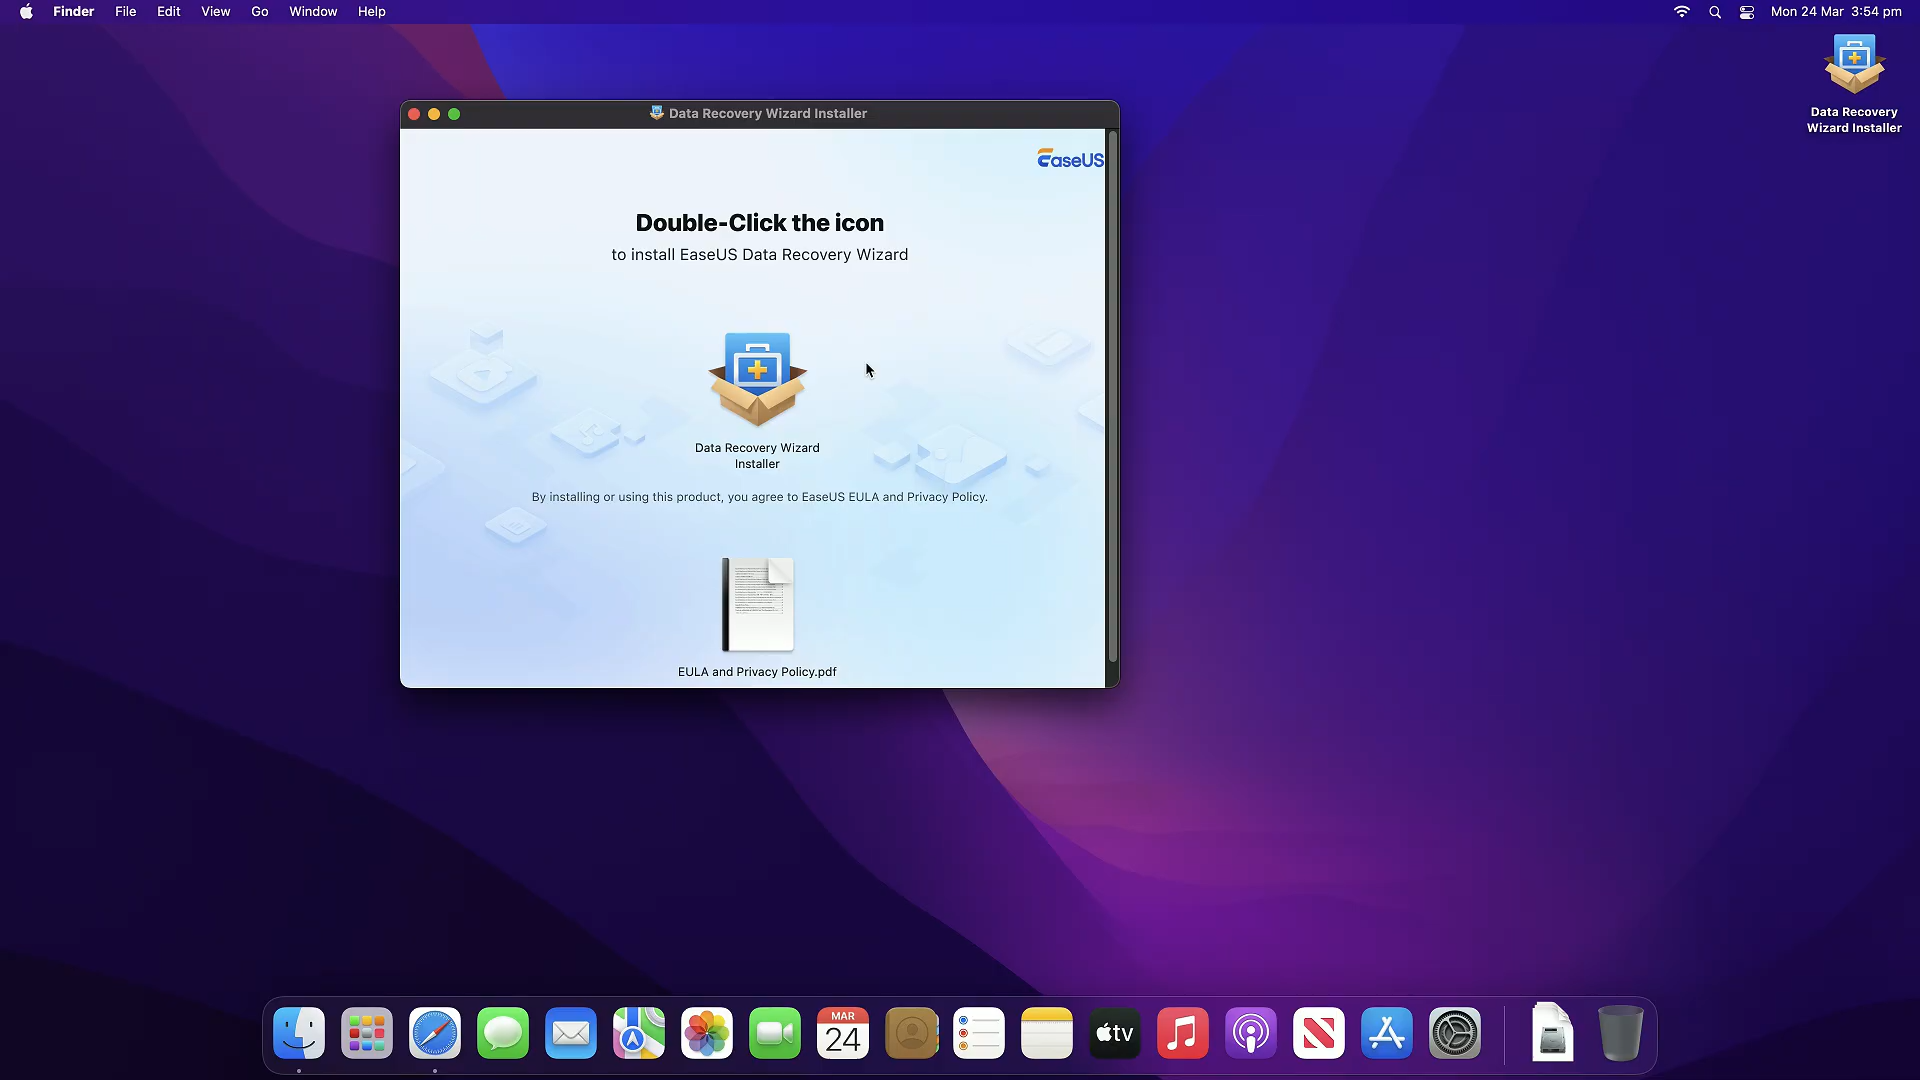 Finder File Edit View Go Window Help
Mon 24 Mar 3:54 pm
Data Recovery
Wizard Installer
Data Recovery Wizard Installer
EaseUS
Double-Click the icon
to install EaseUS Data Recovery Wizard
Data Recovery Wizard
Installer
By installing or using this product, you agree to EaseUS EULA and Privacy Policy.
EULA and Privacy Policy.pdf
MAR
24
tv